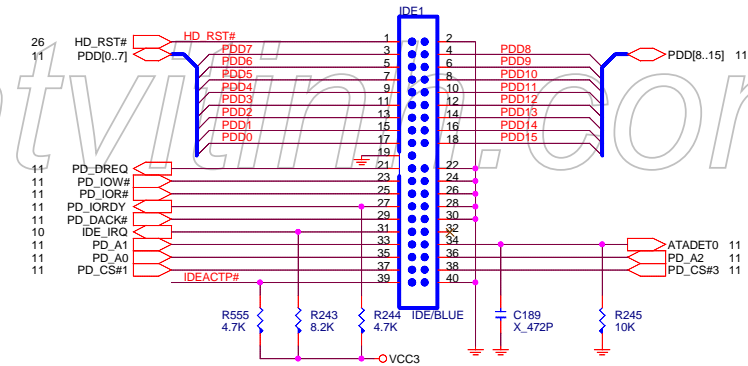 IDE1
26 HD_RST# HD_RST# 1 2
11 PDD[0..7] PDD7 3 4 PDD8 PDD[8..15] 11
PDD6 5 6 PDD9
PDD5 7 8 PDD10
PDD4 9 10 PDD11
PDD3 11 12 PDD12
PDD2 13 14 PDD13
PDD1 15 16 PDD14
PDD0 17 18 PDD15
19
11 PD_DREQ 21 22
11 PD_IOW# 23 24
11 PD_IOR# 25 26
11 PD_IORDY 27 28
11 PD_DACK# 29 30
10 IDE_IRQ 31 32
11 PD_A1 33 34 ATADET0 11
11 PD_A0 35 36 PD_A2 11
11 PD_CS#1 37 38 PD_CS#3 11
IDEACTP# 39 40
R555 R243 R244 IDE/BLUE C189 R245
4.7K 8.2K 4.7K X_472P 10K
VCC3